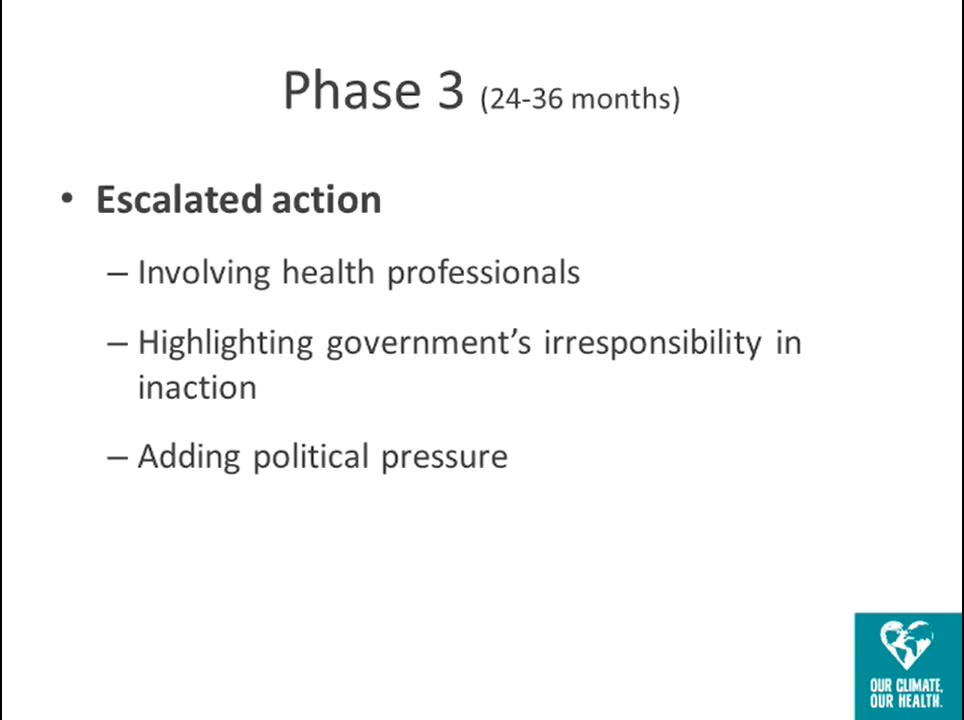 Phase 3 (24-36 months)
• Escalated action
– Involving health professionals
– Highlighting government’s irresponsibility in
inaction
– Adding political pressure
OUR CLIMATE,
OUR HEALTH.